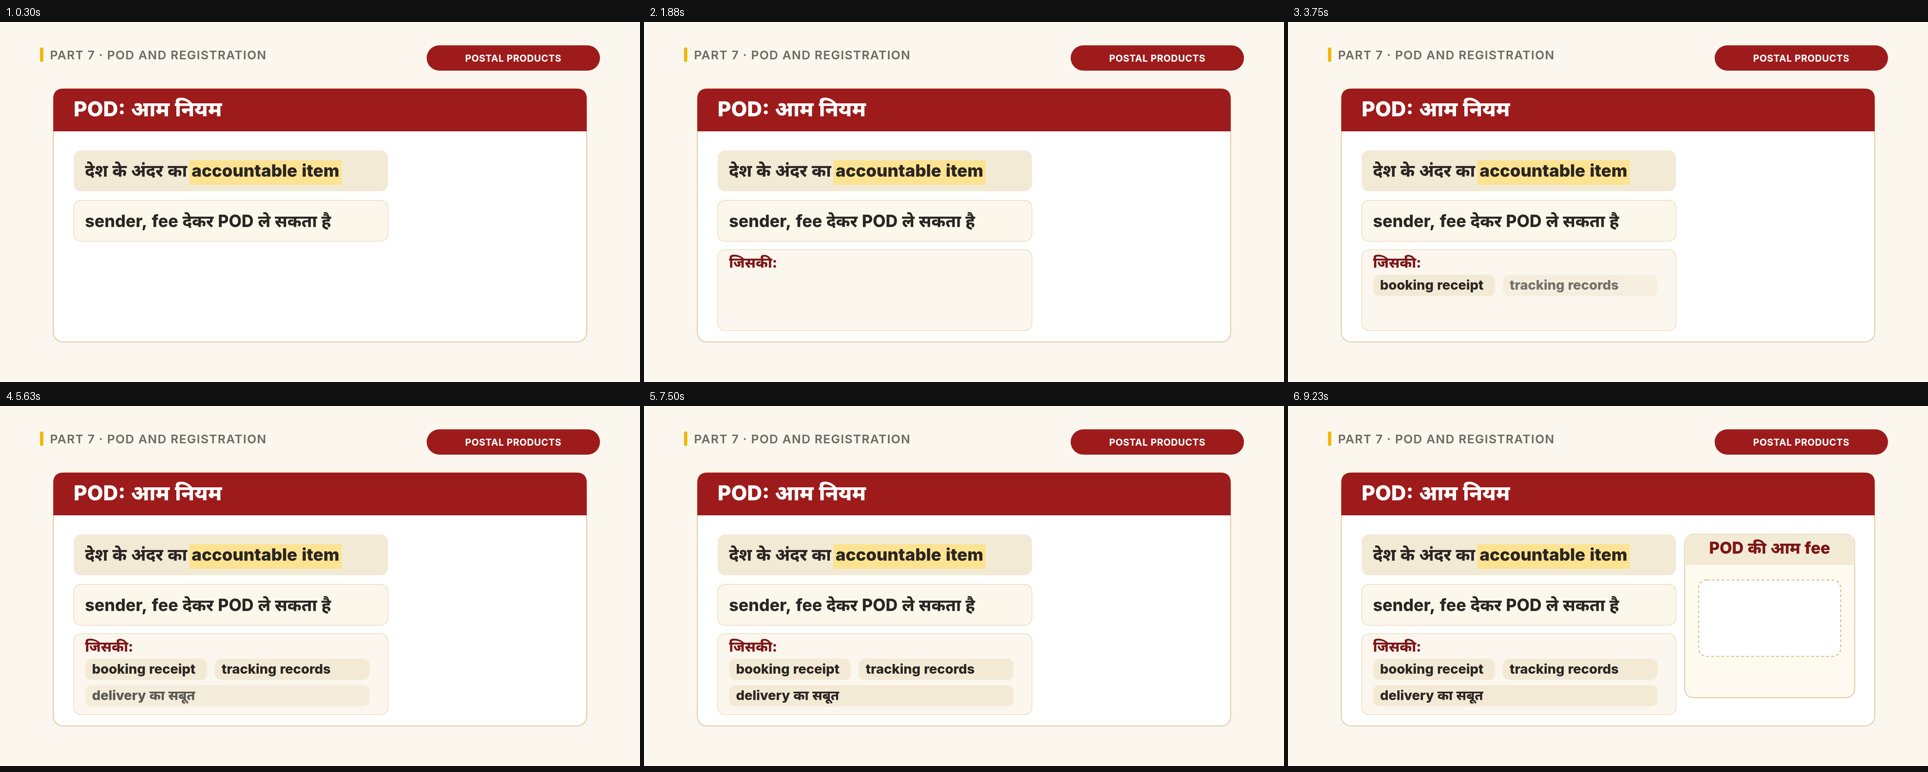 1. 0.30s
PART 7 · POD AND REGISTRATION
POSTAL PRODUCTS
POD: आम नियम
देश के अंदर का accountable item
sender, fee देकर POD ले सकता है
2. 1.88s
PART 7 · POD AND REGISTRATION
POSTAL PRODUCTS
POD: आम नियम
देश के अंदर का accountable item
sender, fee देकर POD ले सकता है
जिसकी:
3. 3.75s
PART 7 · POD AND REGISTRATION
POSTAL PRODUCTS
POD: आम नियम
देश के अंदर का accountable item
sender, fee देकर POD ले सकता है
जिसकी:
booking receipt tracking records
4. 5.63s
PART 7 · POD AND REGISTRATION
POSTAL PRODUCTS
POD: आम नियम
देश के अंदर का accountable item
sender, fee देकर POD ले सकता है
जिसकी:
booking receipt tracking records
delivery का सबूत
5. 7.50s
PART 7 · POD AND REGISTRATION
POSTAL PRODUCTS
POD: आम नियम
देश के अंदर का accountable item
sender, fee देकर POD ले सकता है
जिसकी:
booking receipt tracking records
delivery का सबूत
6. 9.23s
PART 7 · POD AND REGISTRATION
POSTAL PRODUCTS
POD: आम नियम
देश के अंदर का accountable item
sender, fee देकर POD ले सकता है
जिसकी:
booking receipt tracking records
delivery का सबूत
POD की आम fee